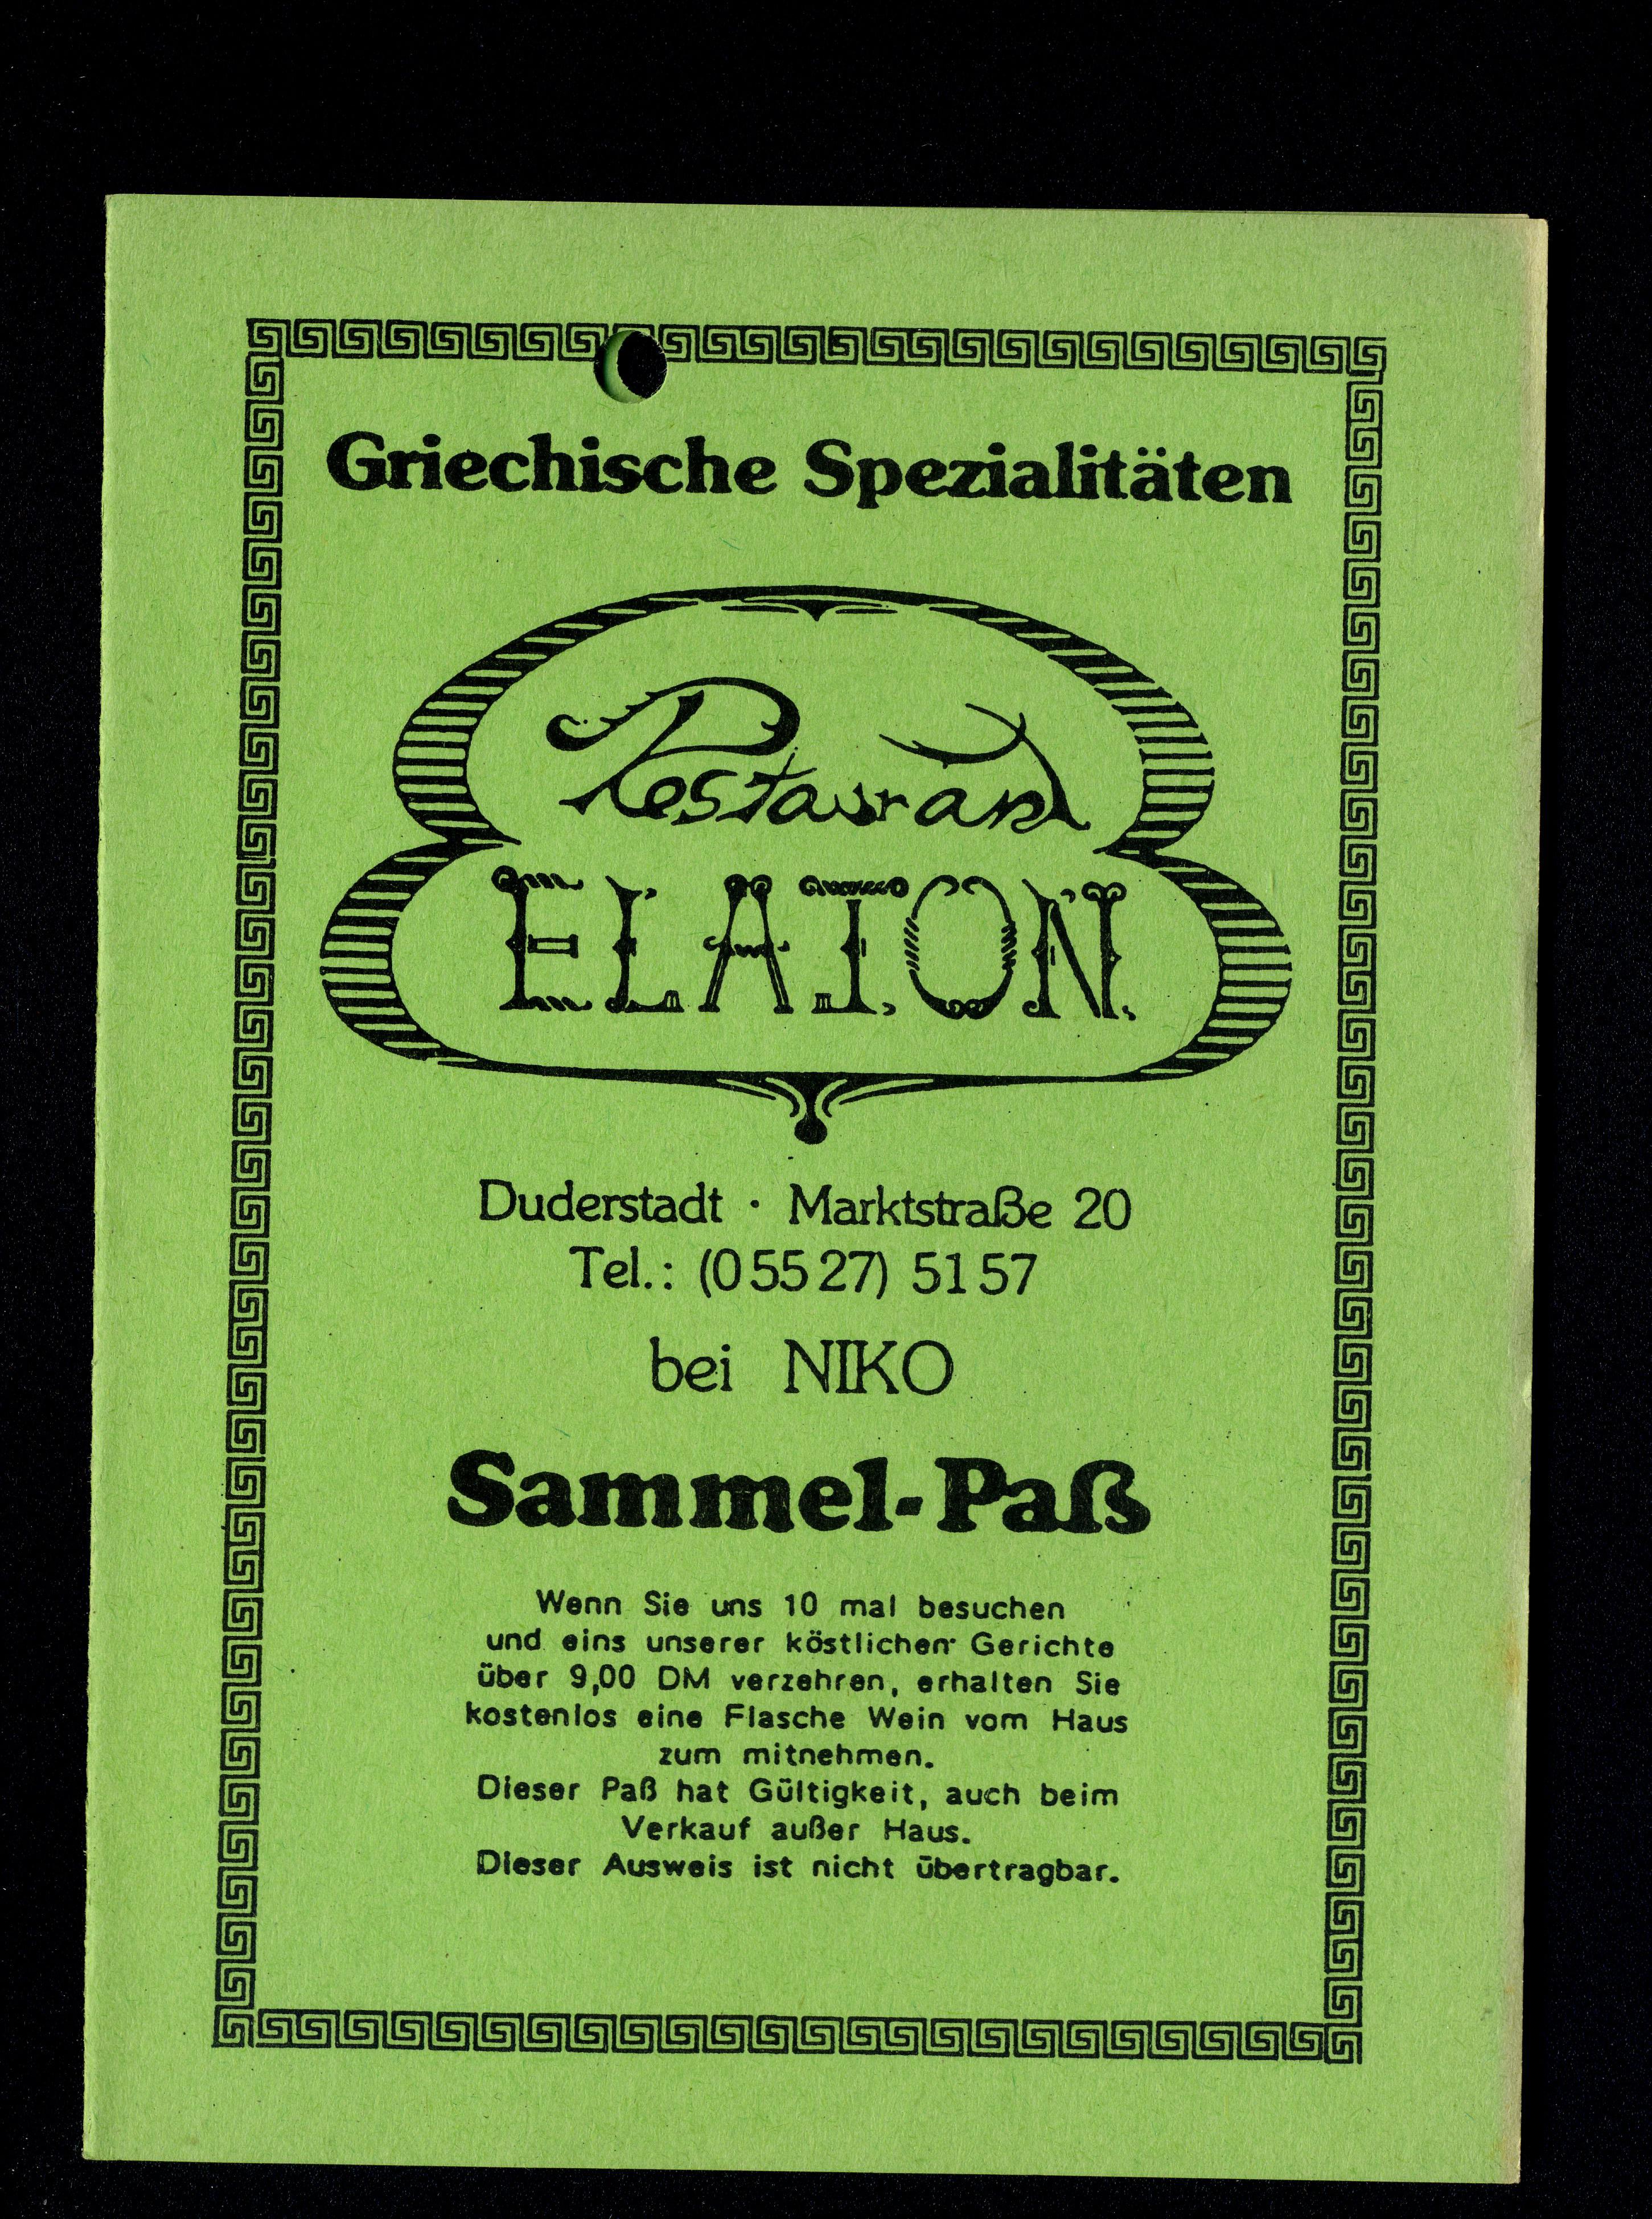 Griechische Spezialitäten
Restaurant
ELAION.
Duderstadt · Marktstraße 20
Tel.: (0 55 27) 51 57
bei NIKO
Sammel-Paß
Wenn Sie uns 10 mal besuchen
und eins unserer köstlichen Gerichte
über 9,00 DM verzehren, erhalten Sie
kostenlos eine Flasche Wein vom Haus
zum mitnehmen.
Dieser Paß hat Gültigkeit, auch beim
Verkauf außer Haus.
Dieser Ausweis ist nicht übertragbar.